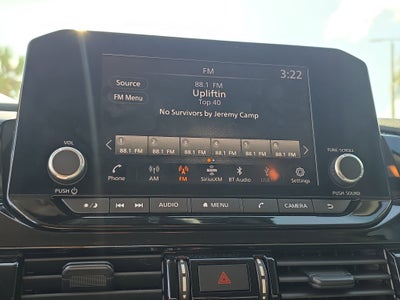 FM
3:22
Source
88.1 FM
Upliftin
FM Menu
Top 40
No Survivors by Jeremy Camp
88.1 FM 88.1 FM 88.1 FM 88.1 FM 88.1 FM 88.1 FM
VOL
TUNE·SCROLL
Phone AM FM SiriusXM BT Audio USB Settings
PUSH
PUSH SOUND
AUDIO MENU CAMERA